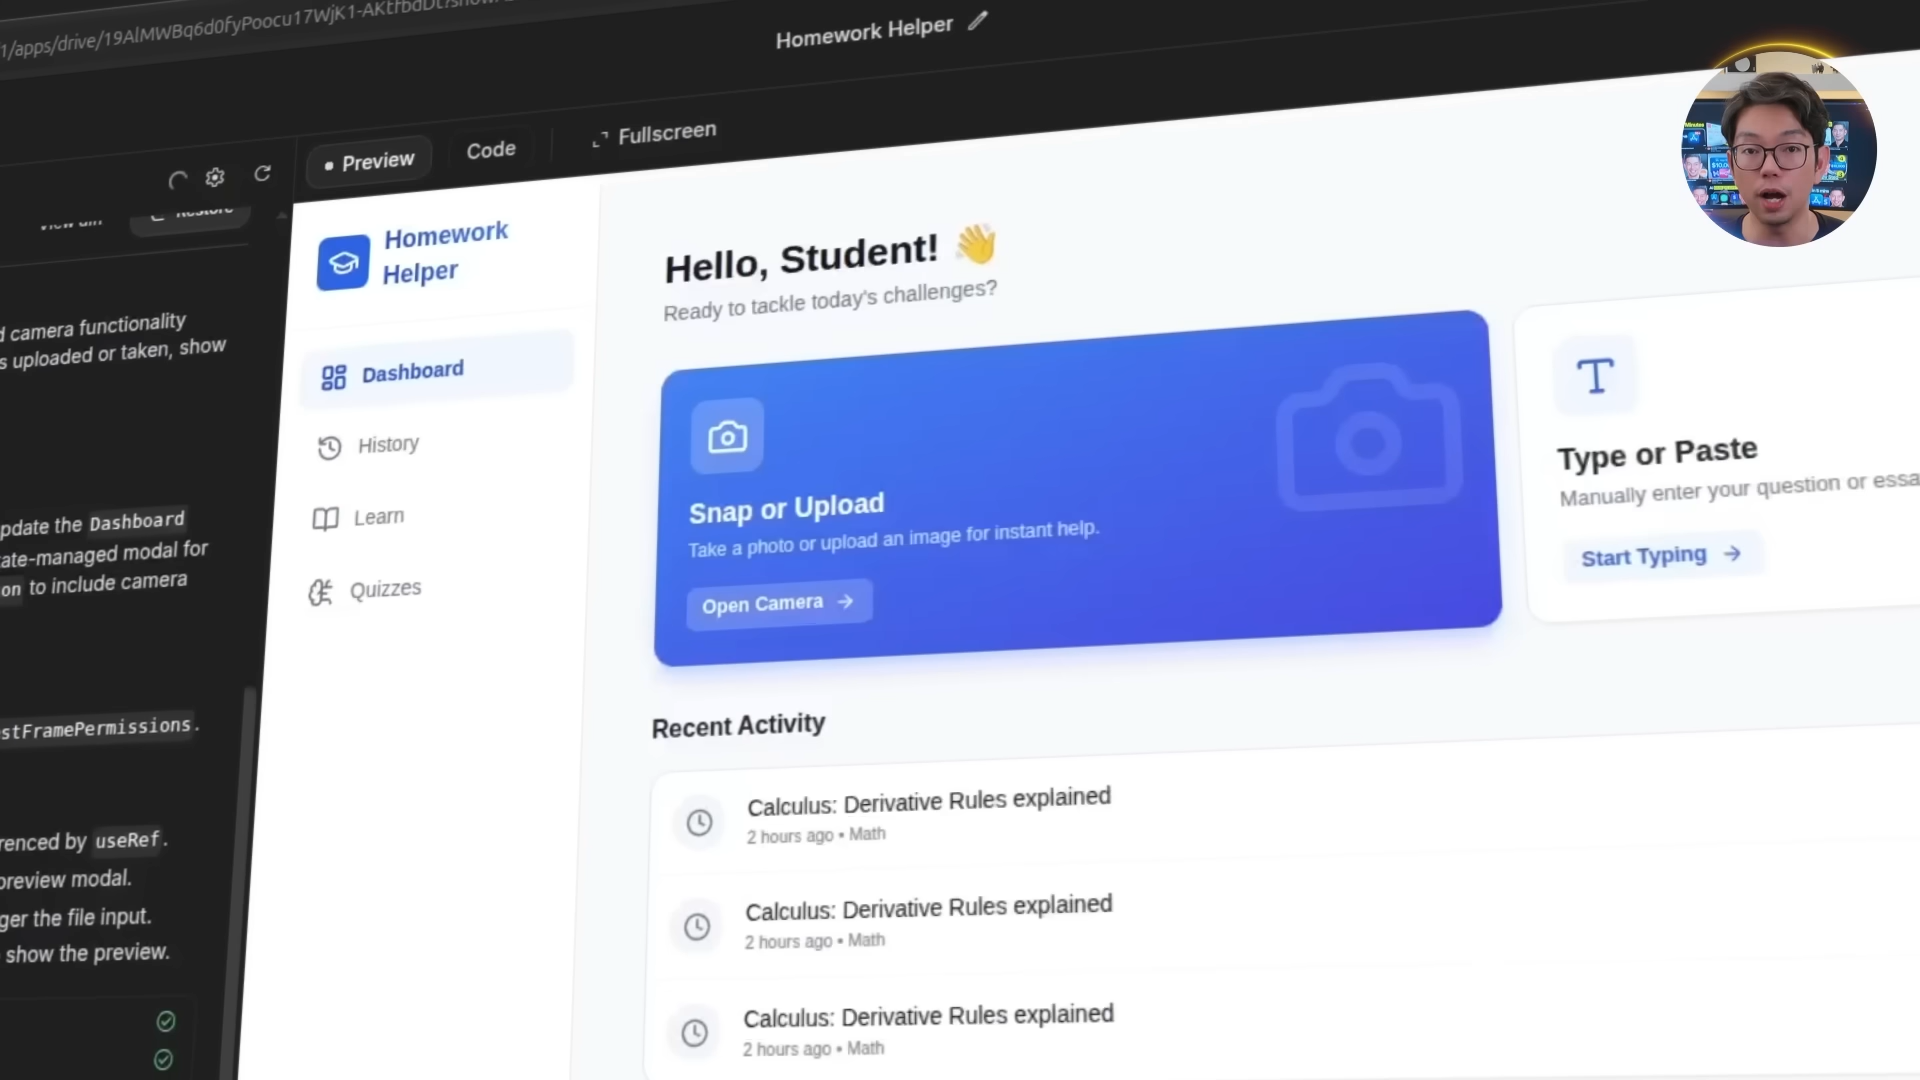 1/apps/drive/19AlMWBq6d0fyPoocu17WjK1-AKtfbdDt?show
Homework Helper
Preview
Code
Fullscreen
View diff
Restore
d camera functionality
s uploaded or taken, show
pdate the Dashboard
ate-managed modal for
on to include camera
stFramePermissions.
renced by useRef.
preview modal.
ger the file input.
show the preview.
Homework
Helper
Dashboard
History
Learn
Quizzes
Hello, Student! 👋
Ready to tackle today's challenges?
Snap or Upload
Take a photo or upload an image for instant help.
Open Camera →
Type or Paste
Manually enter your question or essa
Start Typing →
Recent Activity
Calculus: Derivative Rules explained
2 hours ago • Math
Calculus: Derivative Rules explained
2 hours ago • Math
Calculus: Derivative Rules explained
2 hours ago • Math